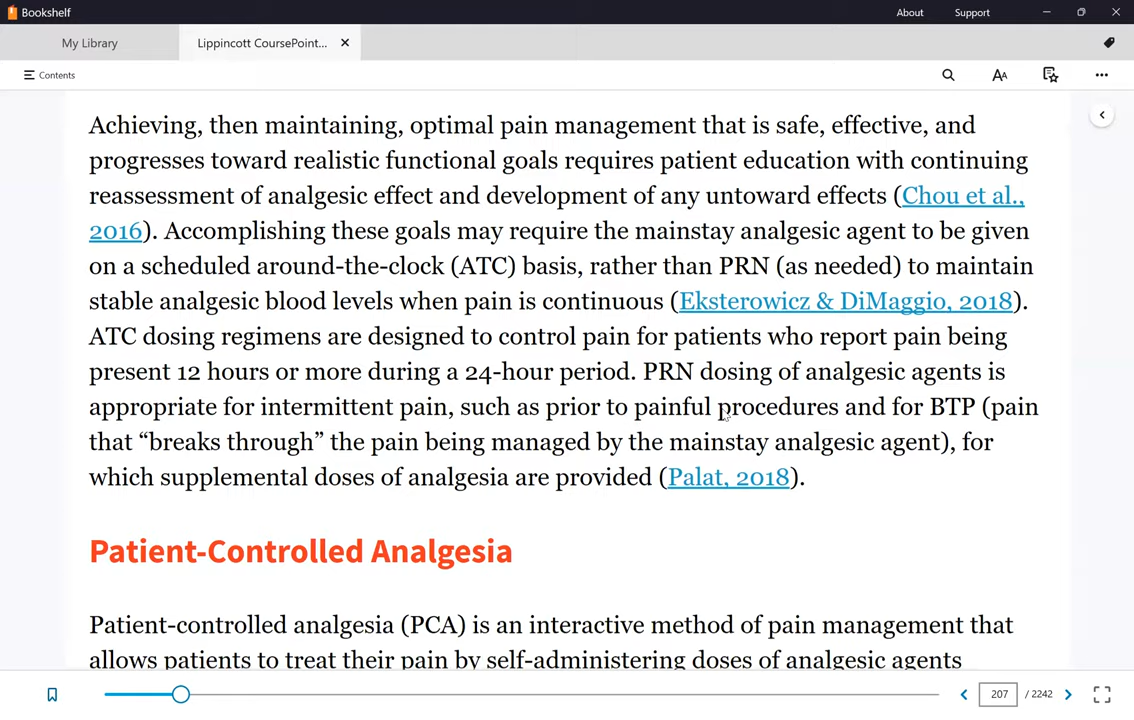 Bookshelf
About
Support
My Library
Lippincott CoursePoint...
Contents
AA
Achieving, then maintaining, optimal pain management that is safe, effective, and
progresses toward realistic functional goals requires patient education with continuing
reassessment of analgesic effect and development of any untoward effects (Chou et al.,
2016). Accomplishing these goals may require the mainstay analgesic agent to be given
on a scheduled around-the-clock (ATC) basis, rather than PRN (as needed) to maintain
stable analgesic blood levels when pain is continuous (Eksterowicz & DiMaggio, 2018).
ATC dosing regimens are designed to control pain for patients who report pain being
present 12 hours or more during a 24-hour period. PRN dosing of analgesic agents is
appropriate for intermittent pain, such as prior to painful procedures and for BTP (pain
that “breaks through” the pain being managed by the mainstay analgesic agent), for
which supplemental doses of analgesia are provided (Palat, 2018).
Patient-Controlled Analgesia
Patient-controlled analgesia (PCA) is an interactive method of pain management that
allows patients to treat their pain by self-administering doses of analgesic agents
207 / 2242